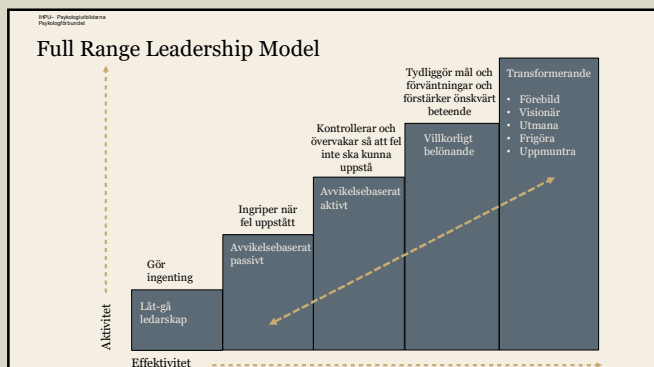 IHPU- Psykologiutbildarna
Psykologförbundet
Full Range Leadership Model
Tydliggör mål och
förväntningar och
förstärker önskvärt
beteende
Transformerande
• Förebild
• Visionär
• Utmana
• Frigöra
• Uppmuntra
Kontrollerar och
övervakar så att fel
inte ska kunna
uppstå
Villkorligt
belönande
Ingriper när
fel uppstått
Avvikelsebaserat
aktivt
Gör
ingenting
Avvikelsebaserat
passivt
Låt-gå
ledarskap
Aktivitet
Effektivitet